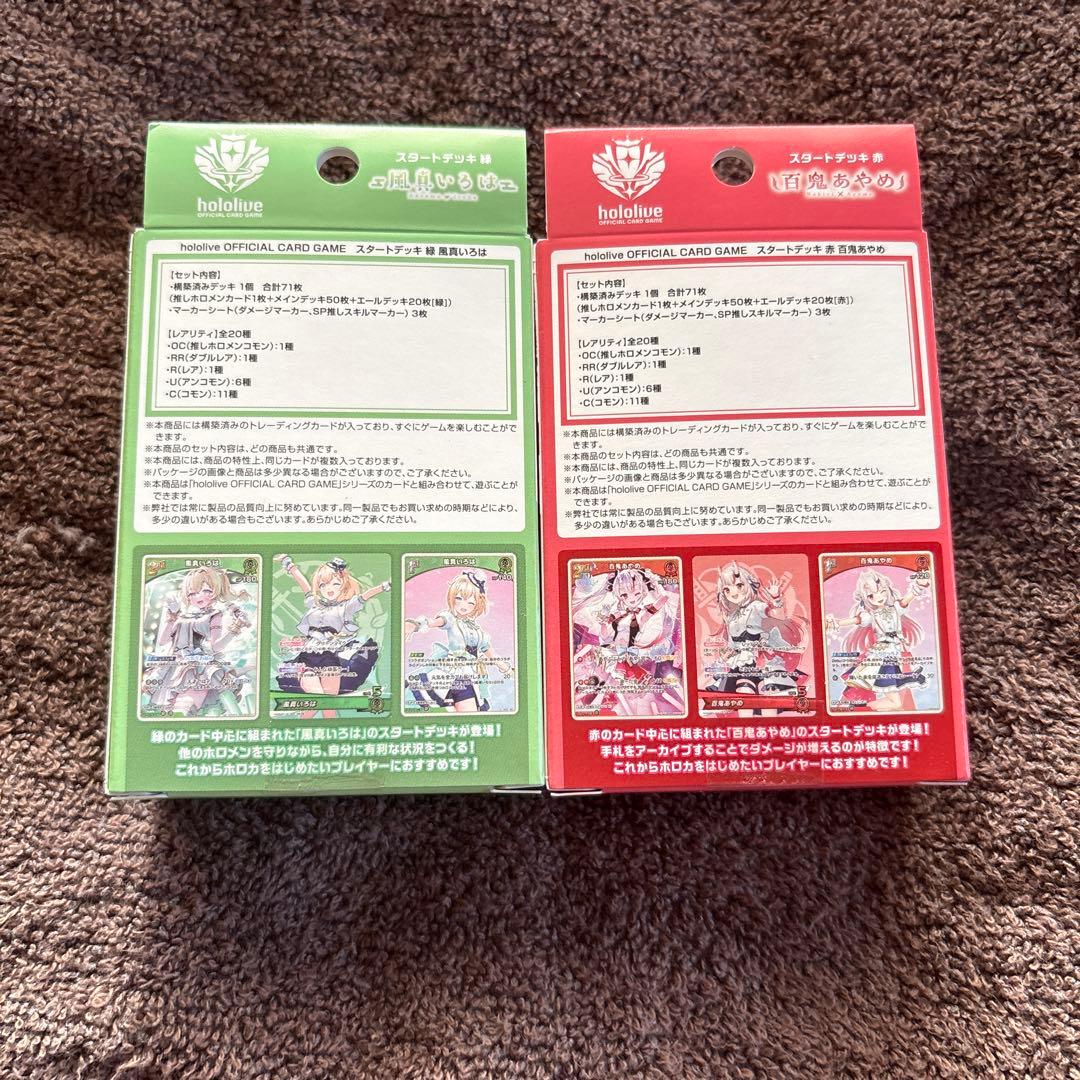 hololive
OFFICIAL CARD GAME
スタートデッキ 緑
風真いろは
hololive OFFICIAL CARD GAME スタートデッキ 緑 風真いろは
【セット内容】
・構築済みデッキ 1個 合計71枚
(推しホロメンカード1枚+メインデッキ50枚+エールデッキ20枚[緑])
・マーカーシート(ダメージマーカー、SP推しスキルマーカー) 3枚
【レアリティ】全20種
・OC(推しホロメンコモン):1種
・RR(ダブルレア):1種
・R(レア):1種
・U(アンコモン):6種
・C(コモン):11種
※本商品には構築済みのトレーディングカードが入っており、すぐにゲームを楽しむことがで
きます。
※本商品のセット内容は、どの商品も共通です。
※本商品には、商品の特性上、同じカードが複数入っております。
※パッケージの画像と商品は多少異なる場合がございますので、ご了承ください。
※本商品は「hololive OFFICIAL CARD GAME」シリーズのカードと組み合わせて、遊ぶことが
できます。
※弊社では常に製品の品質向上に努めています。同一製品でもお買い求めの時期などにより、
多少の違いがある場合もございます。あらかじめご了承ください。
風真いろは
180
風真いろは
5
風真いろは
140
緑のカード中心に組まれた「風真いろは」のスタートデッキが登場!
他のホロメンを守りながら、自分に有利な状況をつくる!
これからホロカをはじめたいプレイヤーにおすすめです!
hololive
OFFICIAL CARD GAME
スタートデッキ 赤
百鬼あやめ
hololive OFFICIAL CARD GAME スタートデッキ 赤 百鬼あやめ
【セット内容】
・構築済みデッキ 1個 合計71枚
(推しホロメンカード1枚+メインデッキ50枚+エールデッキ20枚[赤])
・マーカーシート(ダメージマーカー、SP推しスキルマーカー) 3枚
【レアリティ】全20種
・OC(推しホロメンコモン):1種
・RR(ダブルレア):1種
・R(レア):1種
・U(アンコモン):6種
・C(コモン):11種
※本商品には構築済みのトレーディングカードが入っており、すぐにゲームを楽しむことがで
きます。
※本商品のセット内容は、どの商品も共通です。
※本商品には、商品の特性上、同じカードが複数入っております。
※パッケージの画像と商品は多少異なる場合がございますので、ご了承ください。
※本商品は「hololive OFFICIAL CARD GAME」シリーズのカードと組み合わせて、遊ぶことが
できます。
※弊社では常に製品の品質向上に努めています。同一製品でもお買い求めの時期などにより、
多少の違いがある場合もございます。あらかじめご了承ください。
百鬼あやめ
百鬼あやめ
5
百鬼あやめ
120
赤のカード中心に組まれた「百鬼あやめ」のスタートデッキが登場!
手札をアーカイブすることでダメージが増えるのが特徴です!
これからホロカをはじめたいプレイヤーにおすすめです!